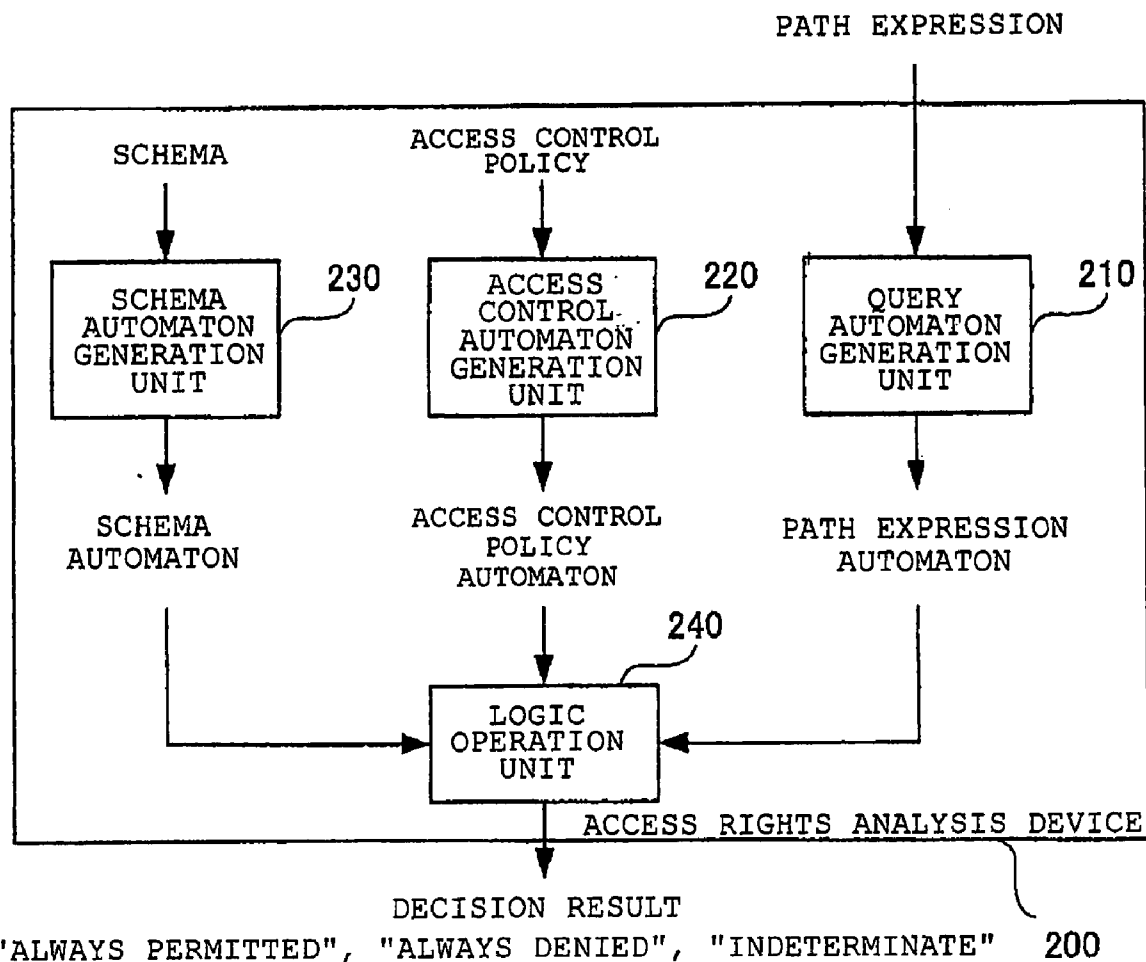 PATH EXPRESSION
SCHEMA
ACCESS CONTROL
POLICY
SCHEMA
AUTOMATON
GENERATION
UNIT
230
ACCESS
CONTROL
AUTOMATON
GENERATION
UNIT
220
QUERY
AUTOMATON
GENERATION
UNIT
210
SCHEMA
AUTOMATON
ACCESS CONTROL
POLICY
AUTOMATON
PATH EXPRESSION
AUTOMATON
240
LOGIC
OPERATION
UNIT
ACCESS RIGHTS ANALYSIS DEVICE
DECISION RESULT
"ALWAYS PERMITTED", "ALWAYS DENIED", "INDETERMINATE"
200